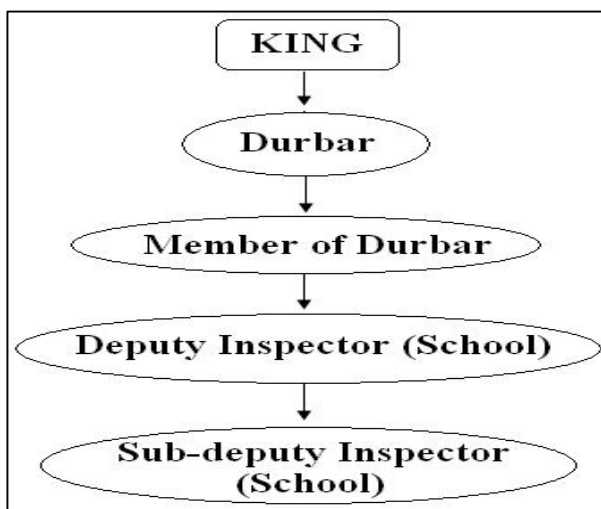 KING
Durbar
Member of Durbar
Deputy Inspector (School)
Sub-deputy Inspector
(School)